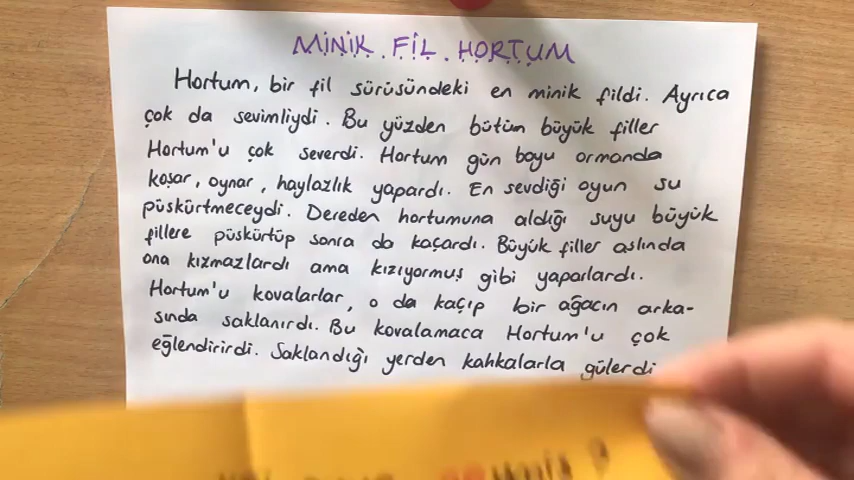 MİNİK FİL HORTUM
Hortum, bir fil sürüsündeki en minik fildi. Ayrıca
çok da sevimliydi. Bu yüzden bütün büyük filler
Hortum'u çok severdi. Hortum gün boyu ormanda
koşar, oynar, haylazlık yapardı. En sevdiği oyun su
püskürtmeceydi. Dereden hortumuna aldığı suyu büyük
fillere püskürtüp sonra da kaçardı. Büyük filler aslında
ona kızmazlardı ama kızıyormuş gibi yaparlardı.
Hortum'u kovalarlar, o da kaçıp bir ağacın arka-
sında saklanırdı. Bu kovalamaca Hortum'u çok
eğlendirirdi. Saklandığı yerden kahkalarla gülerdi